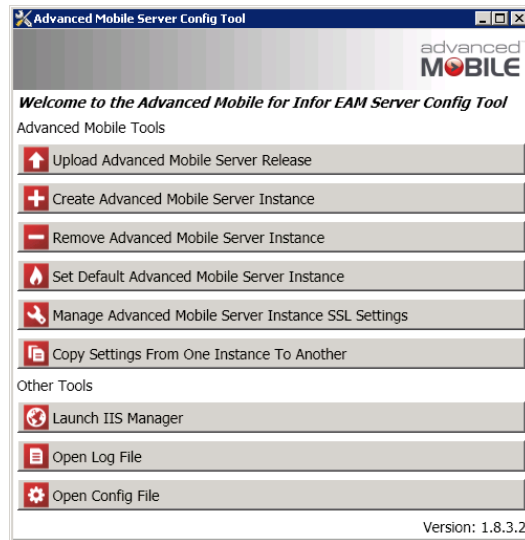 Advanced Mobile Server Config Tool
advanced
MOBILE
Welcome to the Advanced Mobile for Infor EAM Server Config Tool
Advanced Mobile Tools
Upload Advanced Mobile Server Release
Create Advanced Mobile Server Instance
Remove Advanced Mobile Server Instance
Set Default Advanced Mobile Server Instance
Manage Advanced Mobile Server Instance SSL Settings
Copy Settings From One Instance To Another
Other Tools
Launch IIS Manager
Open Log File
Open Config File
Version: 1.8.3.2